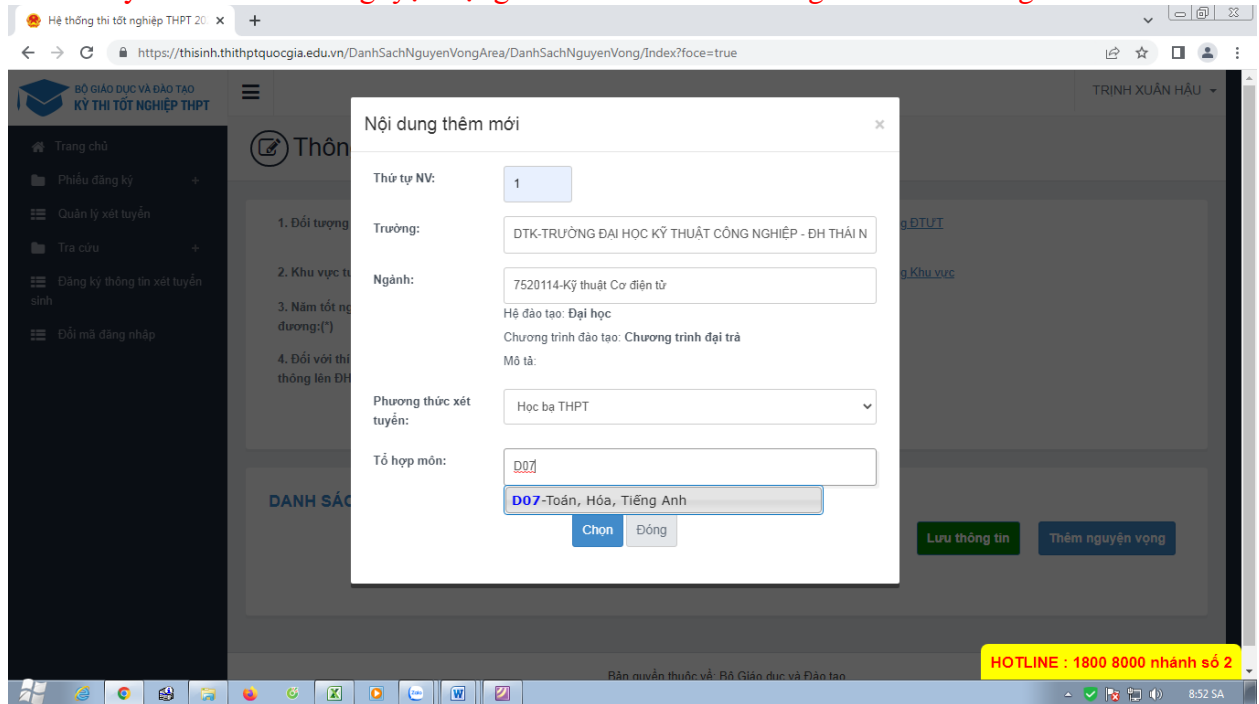 Hệ thống thi tốt nghiệp THPT 20
https://thisinh.thithptquocgia.edu.vn/DanhSachNguyenVongArea/DanhSachNguyenVong/Index?foce=true
BỘ GIÁO DỤC VÀ ĐÀO TẠO
KỲ THI TỐT NGHIỆP THPT
TRỊNH XUÂN HẬU
Trang chủ
Phiếu đăng ký +
Quản lý xét tuyển
Tra cứu +
Đăng ký thông tin xét tuyển
sinh
Đổi mã đăng nhập
Thôn
1. Đối tượng
g ĐTƯT
2. Khu vực tu
g Khu vực
3. Năm tốt ng
đương:(*)
4. Đối với thí
thông lên ĐH
DANH SÁC
Nội dung thêm mới ×
Thứ tự NV: 1
Trường: DTK-TRƯỜNG ĐẠI HỌC KỸ THUẬT CÔNG NGHIỆP - ĐH THÁI N
Ngành: 7520114-Kỹ thuật Cơ điện tử
Hệ đào tạo: Đại học
Chương trình đào tạo: Chương trình đại trà
Mô tả:
Phương thức xét
tuyển:
Học bạ THPT
Tổ hợp môn: D07
D07-Toán, Hóa, Tiếng Anh
Chọn Đóng
Lưu thông tin Thêm nguyện vọng
HOTLINE : 1800 8000 nhánh số 2
Bản quyền thuộc về: Bộ Giáo dục và Đào tạo
8:52 SA